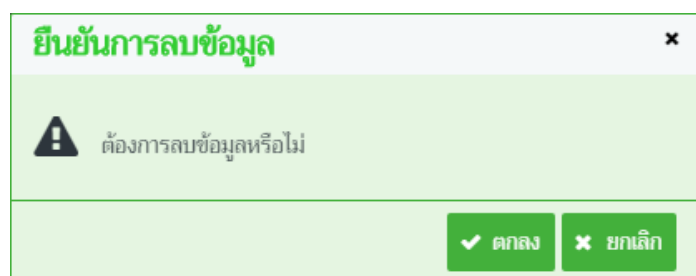 ยืนยันการลบข้อมูล
ต้องการลบข้อมูลหรือไม่
ตกลง ยกเลิก